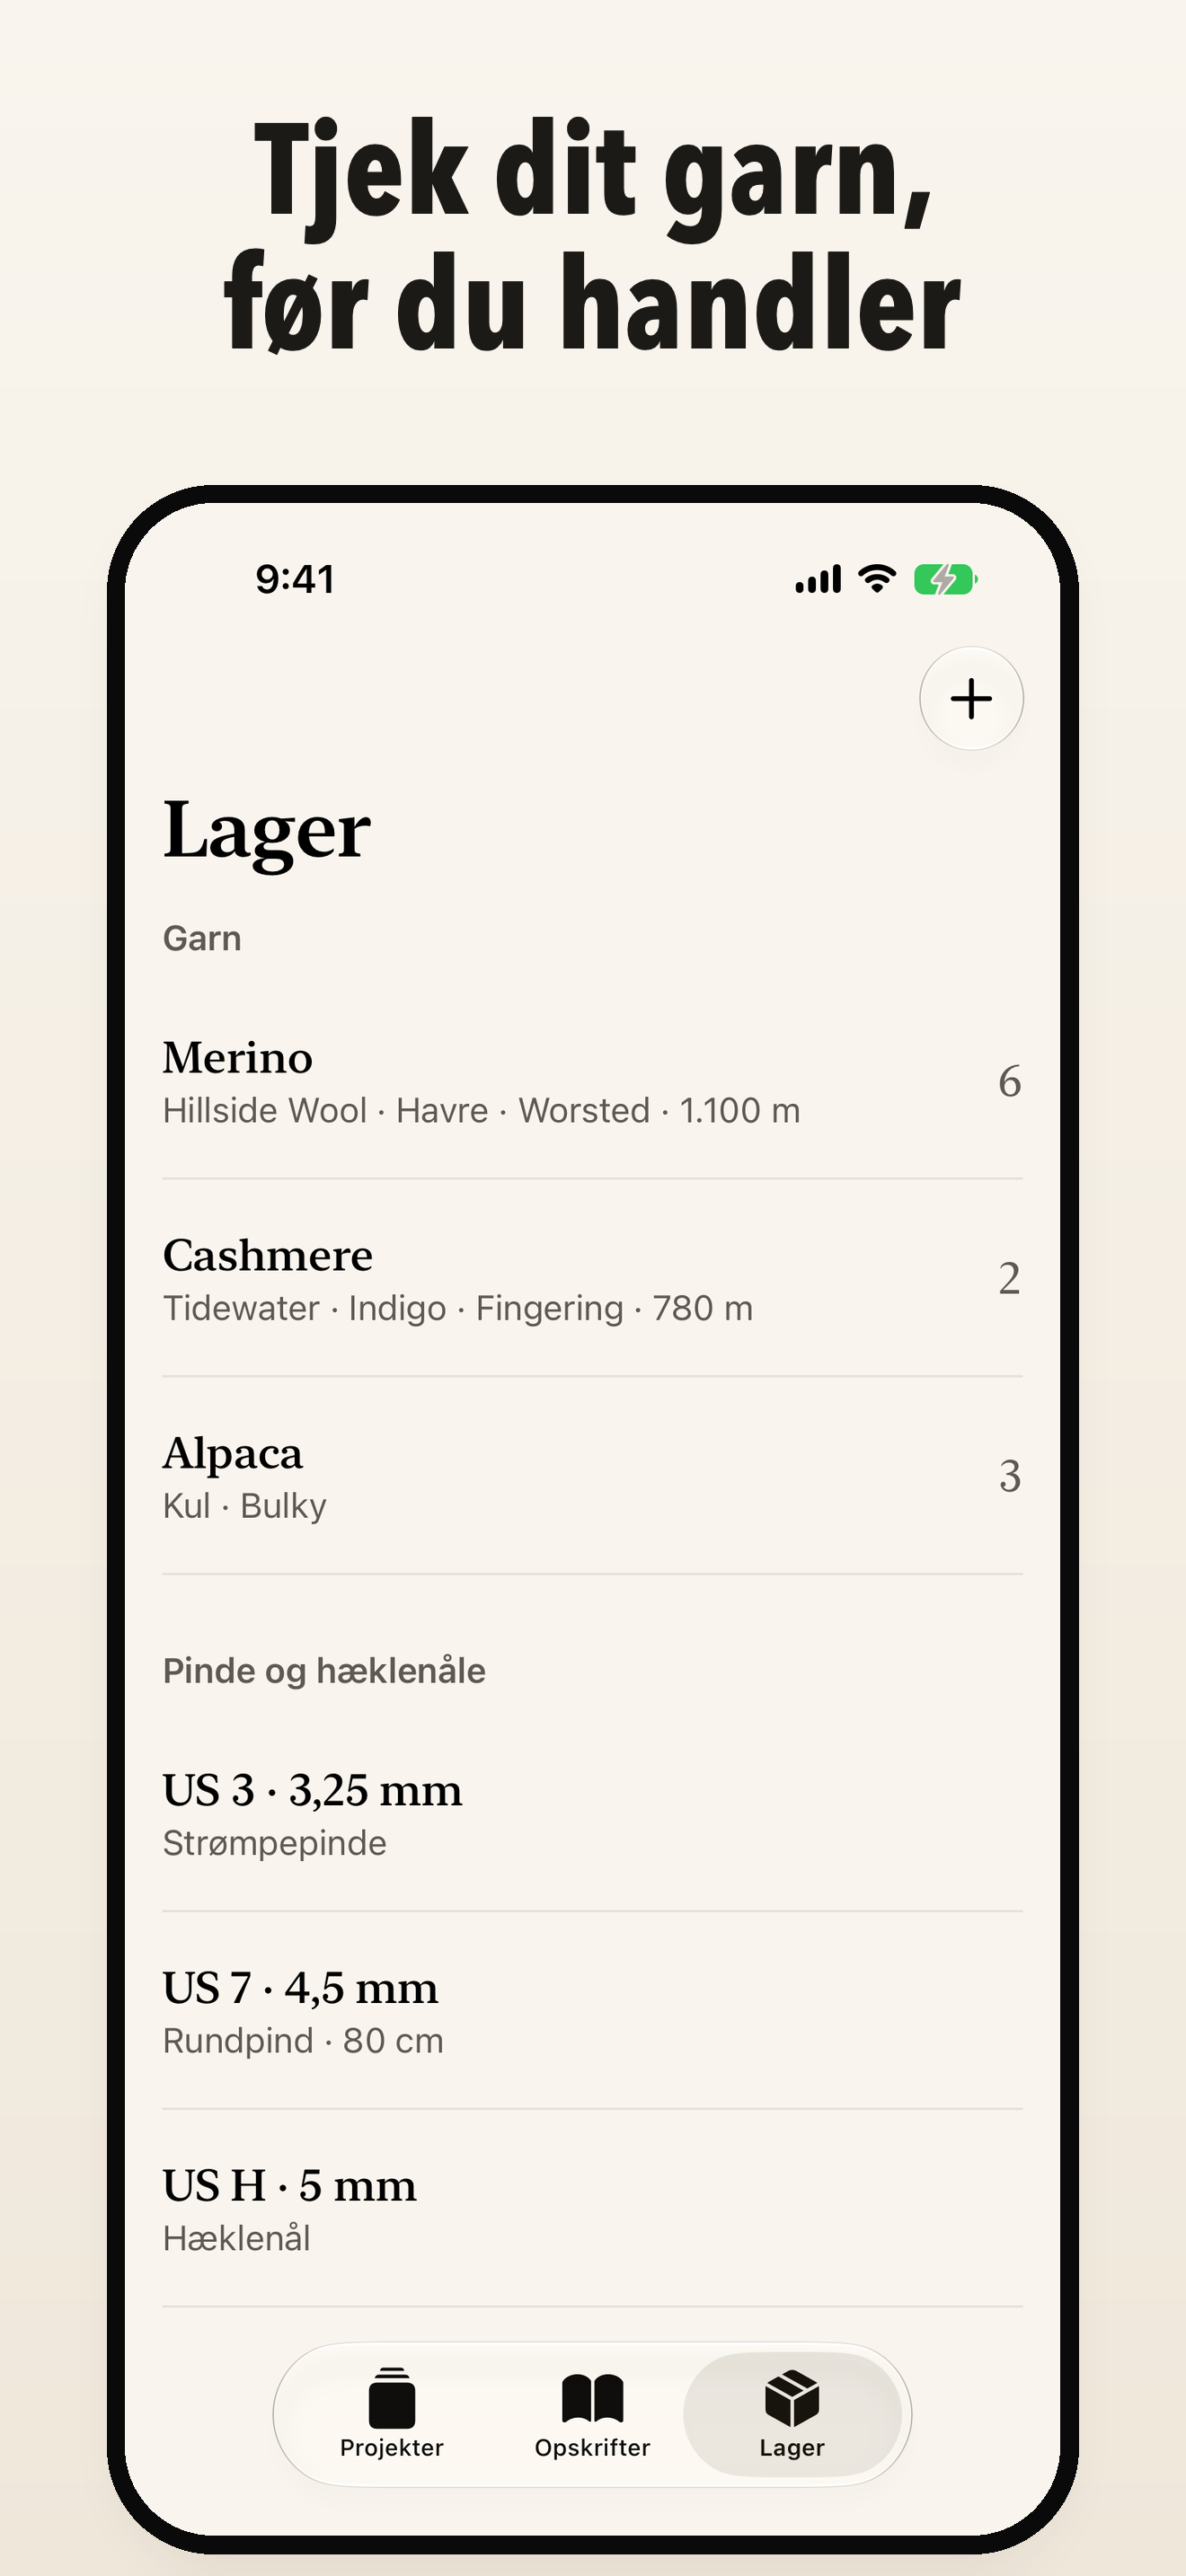 Tjek dit garn,
før du handler
9:41
Lager
Garn
Merino
6
Hillside Wool · Havre · Worsted · 1.100 m
Cashmere
2
Tidewater · Indigo · Fingering · 780 m
Alpaca
3
Kul · Bulky
Pinde og hæklenåle
US 3 · 3,25 mm
Strømpepinde
US 7 · 4,5 mm
Rundpind · 80 cm
US H · 5 mm
Hæklenål
Projekter
Opskrifter
Lager